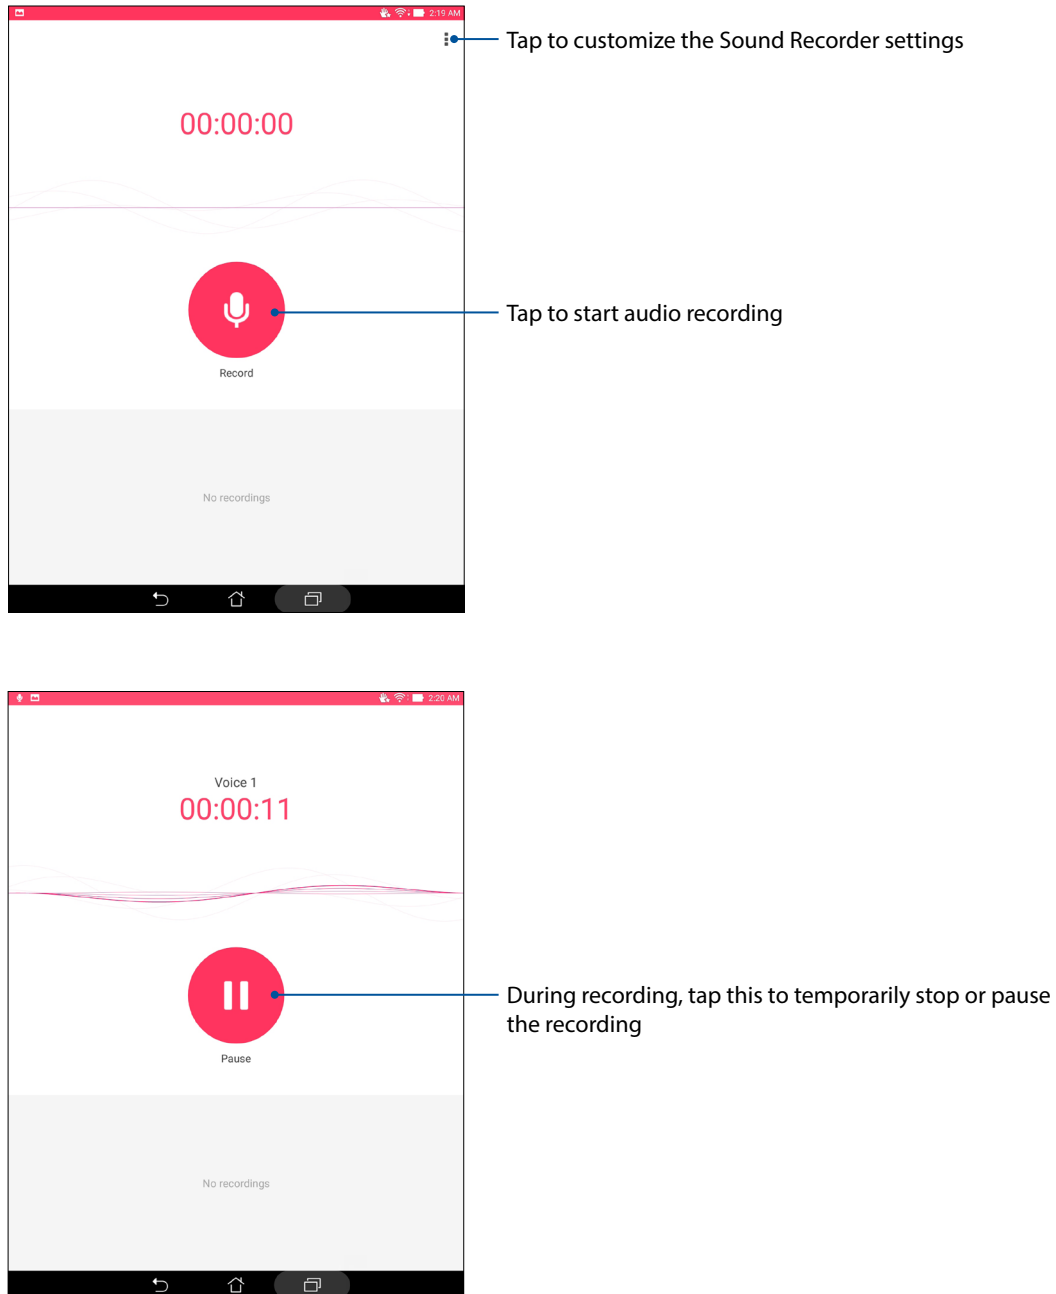 2:19 AM
Tap to customize the Sound Recorder settings
00:00:00
Tap to start audio recording
Record
No recordings
2:20 AM
Voice 1
00:00:11
During recording, tap this to temporarily stop or pause
the recording
Pause
No recordings